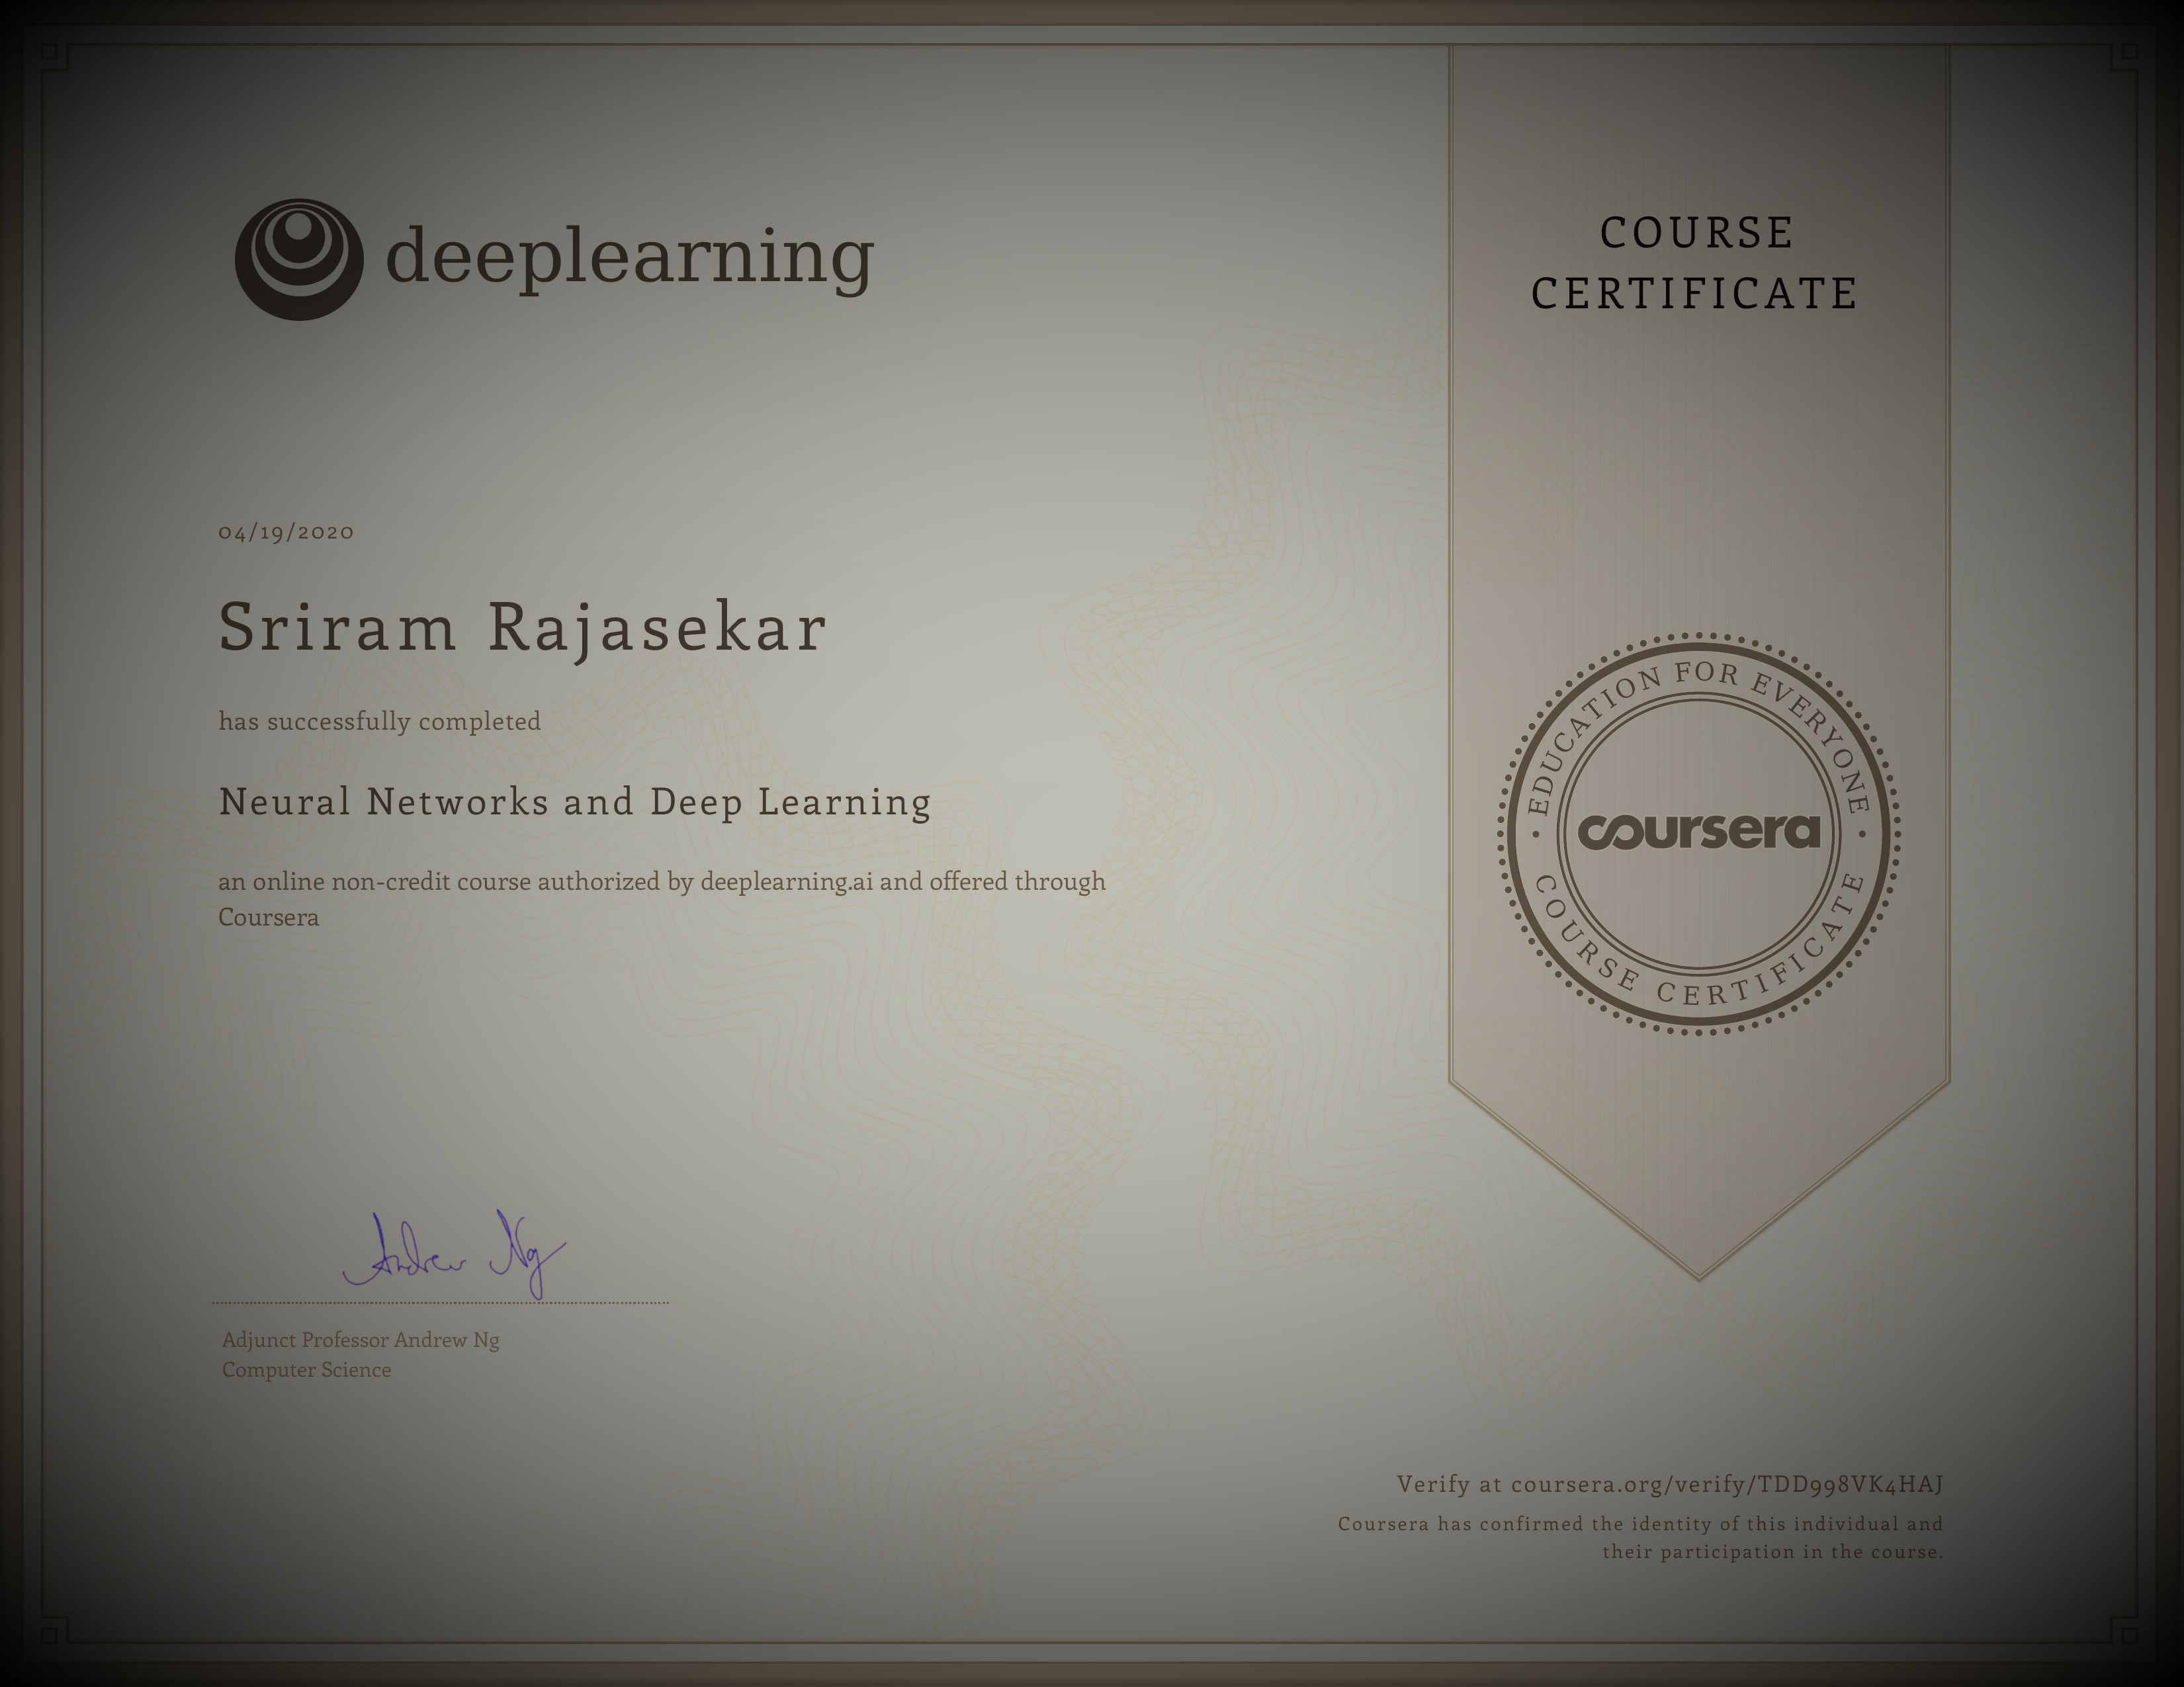 deeplearning
COURSE
CERTIFICATE
04/19/2020
Sriram Rajasekar
has successfully completed
Neural Networks and Deep Learning
an online non-credit course authorized by deeplearning.ai and offered through
Coursera
EDUCATION FOR EVERYONE
coursera
COURSE CERTIFICATE
Andrew Ng
Adjunct Professor Andrew Ng
Computer Science
Verify at coursera.org/verify/TDD998VK4HAJ
Coursera has confirmed the identity of this individual and
their participation in the course.